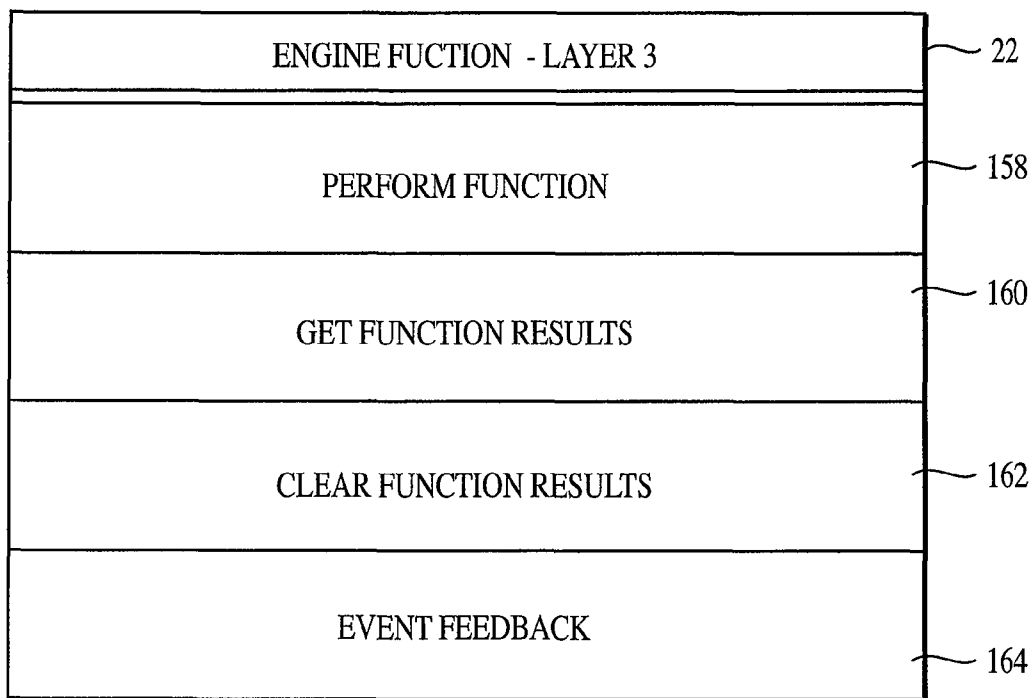 ENGINE FUCTION - LAYER 3
22
PERFORM FUNCTION
158
GET FUNCTION RESULTS
160
CLEAR FUNCTION RESULTS
162
EVENT FEEDBACK
164